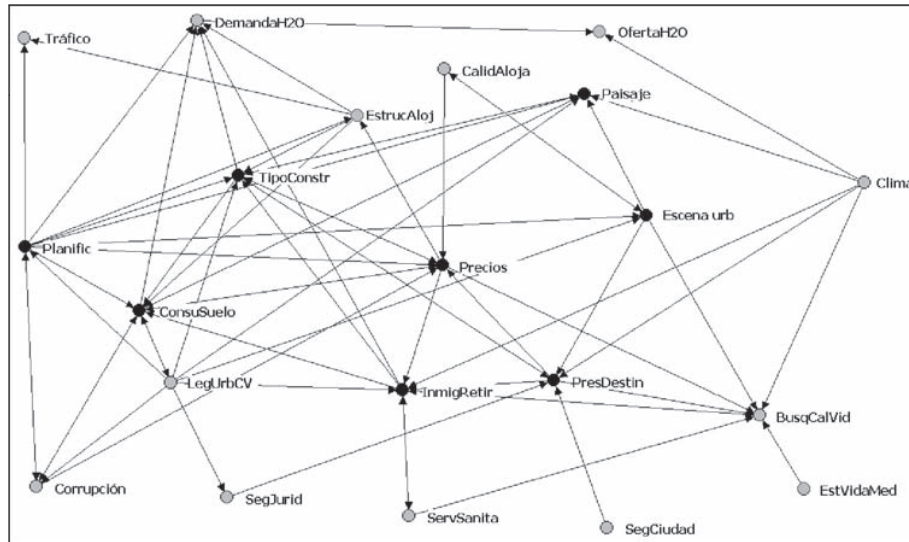 DemandaH2O
OfertaH2O
Tráfico
CalidAloja
Paisaje
EstrucAloj
TipoConstr
Clima
Escena urb
Planific
Precios
ConsuSuelo
LegUrbCV
InmigRetir
PresDestin
BusqCalVid
Corrupción
SegJurid
EstVidaMed
ServSanita
SegCiudad